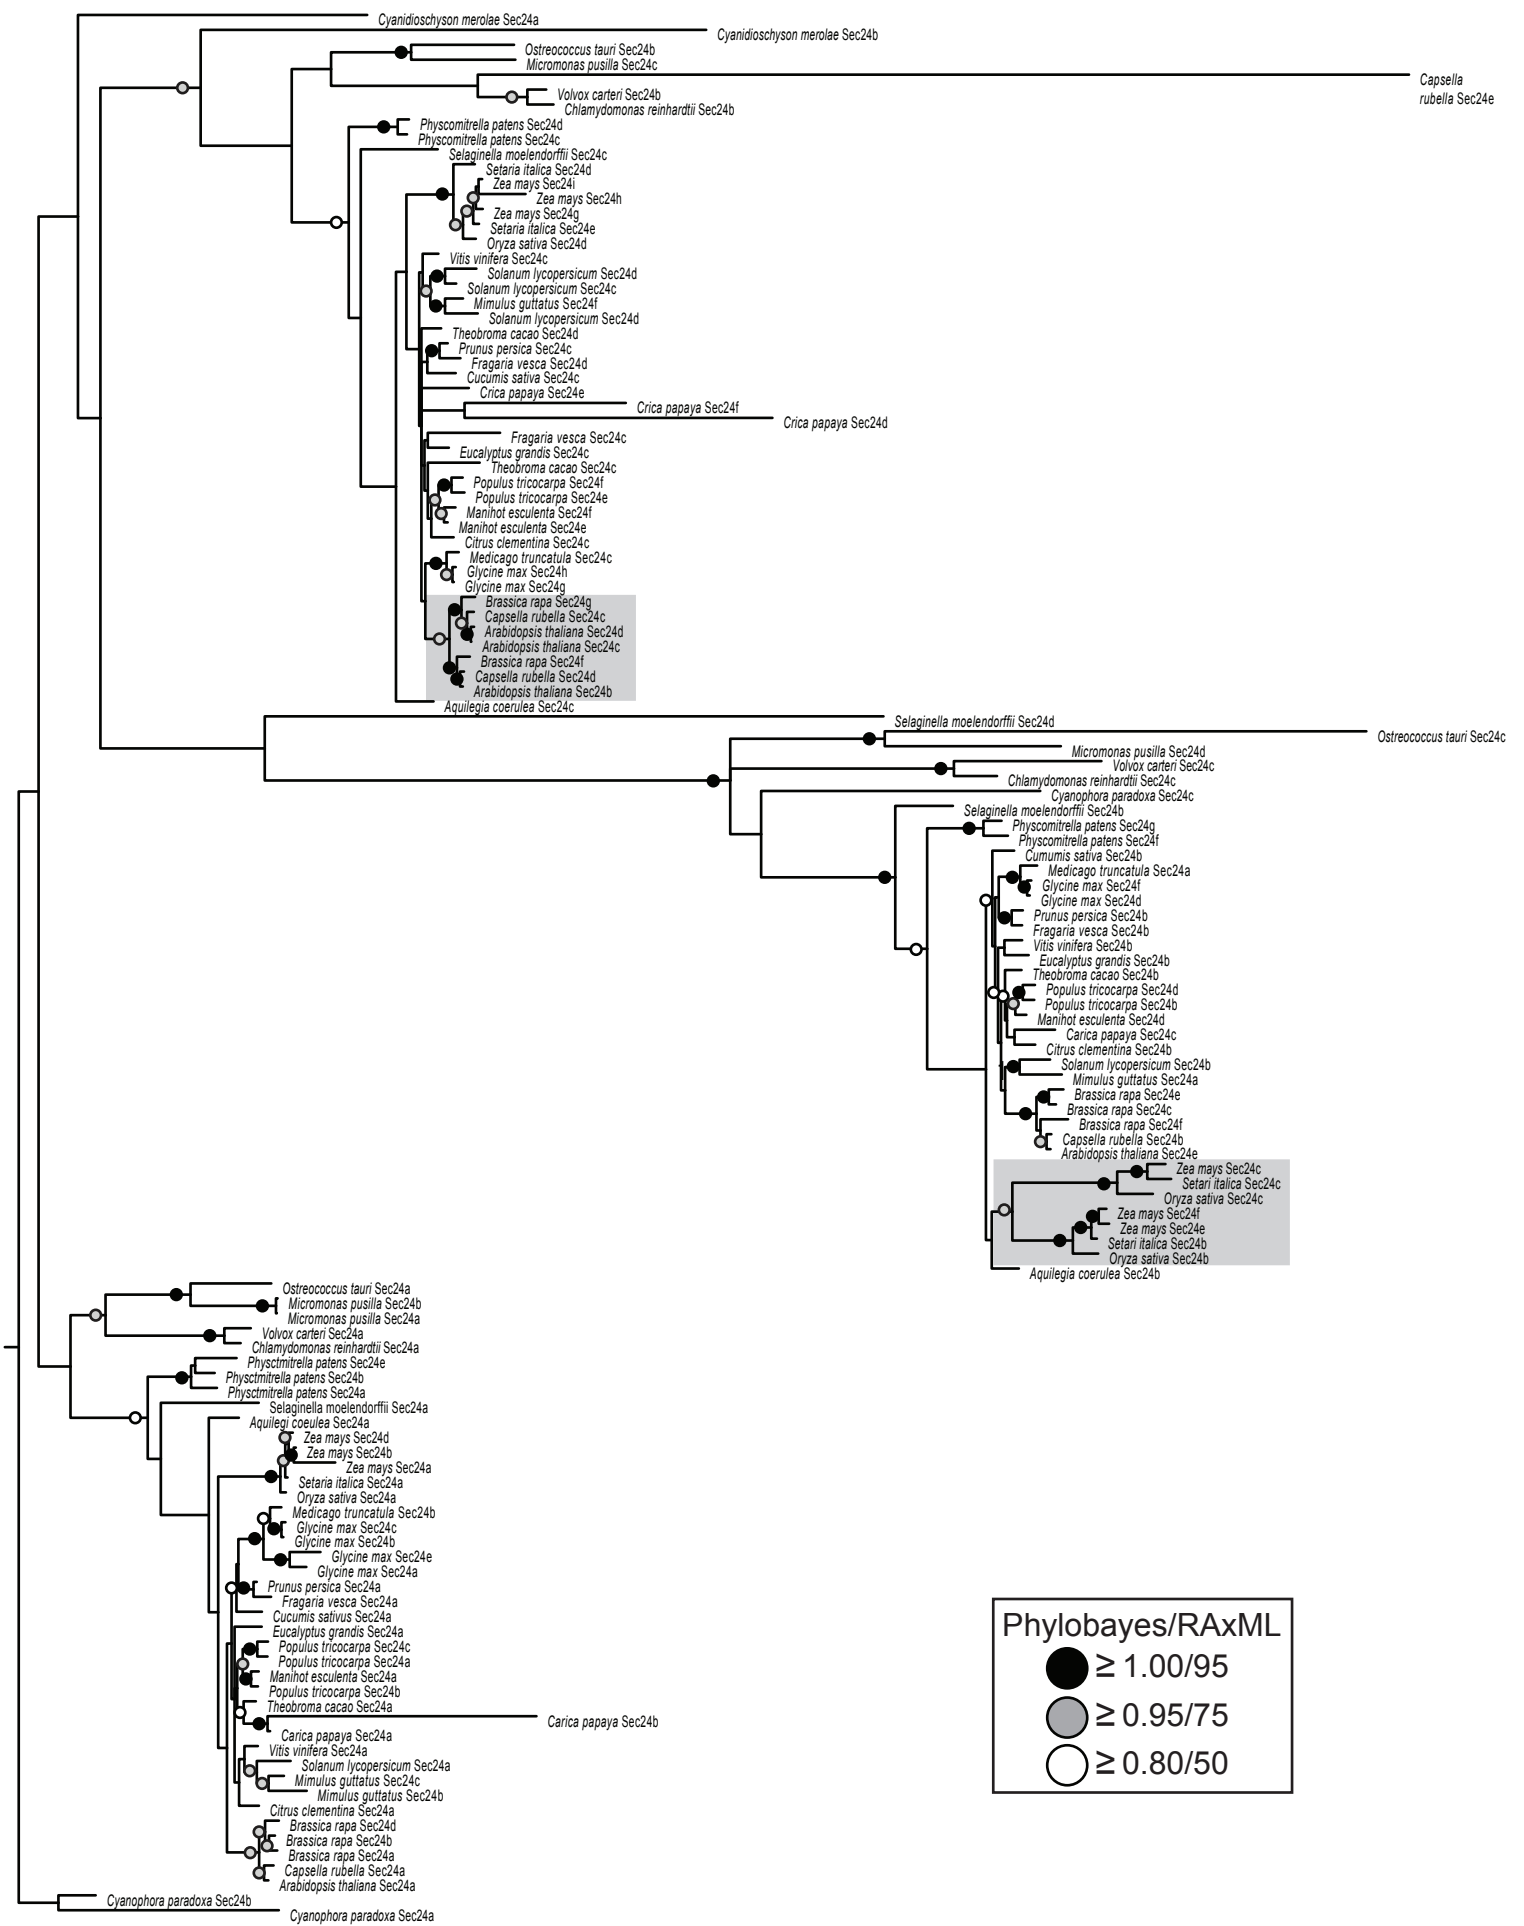 Cyanidioschyson merolae Sec24a
Cyanidioschyson merolae Sec24b
Ostreococcus tauri Sec24b
Micromonas pusilla Sec24c
Capsella
rubella Sec24e
Volvox carteri Sec24b
Chlamydomonas reinhardtii Sec24b
Physcomitrella patens Sec24d
Physcomitrella patens Sec24c
Selaginella moelendorffii Sec24c
Setaria italica Sec24d
Zea mays Sec24i
Zea mays Sec24h
Zea mays Sec24g
Setaria italica Sec24e
Oryza sativa Sec24d
Vitis vinifera Sec24c
Solanum lycopersicum Sec24d
Solanum lycopersicum Sec24c
Mimulus guttatus Sec24f
Solanum lycopersicum Sec24d
Theobroma cacao Sec24d
Prunus persica Sec24c
Fragaria vesca Sec24d
Cucumis sativa Sec24c
Crica papaya Sec24e
Crica papaya Sec24f
Crica papaya Sec24d
Fragaria vesca Sec24c
Eucalyptus grandis Sec24c
Theobroma cacao Sec24c
Populus tricocarpa Sec24f
Populus tricocarpa Sec24e
Manihot esculenta Sec24f
Manihot esculenta Sec24e
Citrus clementina Sec24c
Medicago truncatula Sec24c
Glycine max Sec24h
Glycine max Sec24g
Brassica rapa Sec24g
Capsella rubella Sec24c
Arabidopsis thaliana Sec24d
Arabidopsis thaliana Sec24c
Brassica rapa Sec24f
Capsella rubella Sec24d
Arabidopsis thaliana Sec24b
Aquilegia coerulea Sec24c
Selaginella moelendorffii Sec24d
Ostreococcus tauri Sec24c
Micromonas pusilla Sec24d
Volvox carteri Sec24c
Chlamydomonas reinhardtii Sec24c
Cyanophora paradoxa Sec24c
Selaginella moelendorffii Sec24b
Physcomitrella patens Sec24g
Physcomitrella patens Sec24f
Cumumis sativa Sec24b
Medicago truncatula Sec24a
Glycine max Sec24f
Glycine max Sec24d
Prunus persica Sec24b
Fragaria vesca Sec24b
Vitis vinifera Sec24b
Eucalyptus grandis Sec24b
Theobroma cacao Sec24b
Populus tricocarpa Sec24d
Populus tricocarpa Sec24b
Manihot esculenta Sec24d
Carica papaya Sec24c
Citrus clementina Sec24b
Solanum lycopersicum Sec24b
Mimulus guttatus Sec24a
Brassica rapa Sec24e
Brassica rapa Sec24c
Brassica rapa Sec24f
Capsella rubella Sec24b
Arabidopsis thaliana Sec24e
Zea mays Sec24c
Setari italica Sec24c
Oryza sativa Sec24c
Zea mays Sec24f
Zea mays Sec24e
Setari italica Sec24b
Oryza sativa Sec24b
Aquilegia coerulea Sec24b
Ostreococcus tauri Sec24a
Micromonas pusilla Sec24b
Micromonas pusilla Sec24a
Volvox carteri Sec24a
Chlamydomonas reinhardtii Sec24a
Physctmitrella patens Sec24e
Physctmitrella patens Sec24b
Physctmitrella patens Sec24a
Selaginella moelendorffii Sec24a
Aquilegi coeulea Sec24a
Zea mays Sec24d
Zea mays Sec24b
Zea mays Sec24a
Setaria italica Sec24a
Oryza sativa Sec24a
Medicago truncatula Sec24b
Glycine max Sec24c
Glycine max Sec24b
Glycine max Sec24e
Glycine max Sec24a
Prunus persica Sec24a
Fragaria vesca Sec24a
Cucumis sativus Sec24a
Eucalyptus grandis Sec24a
Populus tricocarpa Sec24c
Populus tricocarpa Sec24a
Manihot esculenta Sec24a
Populus tricocarpa Sec24b
Theobroma cacao Sec24a
Carica papaya Sec24b
Carica papaya Sec24a
Vitis vinifera Sec24a
Solanum lycopersicum Sec24a
Mimulus guttatus Sec24c
Mimulus guttatus Sec24b
Citrus clementina Sec24a
Brassica rapa Sec24d
Brassica rapa Sec24b
Brassica rapa Sec24a
Capsella rubella Sec24a
Arabidopsis thaliana Sec24a
Cyanophora paradoxa Sec24b
Cyanophora paradoxa Sec24a
Phylobayes/RAxML
≥ 1.00/95
≥ 0.95/75
≥ 0.80/50